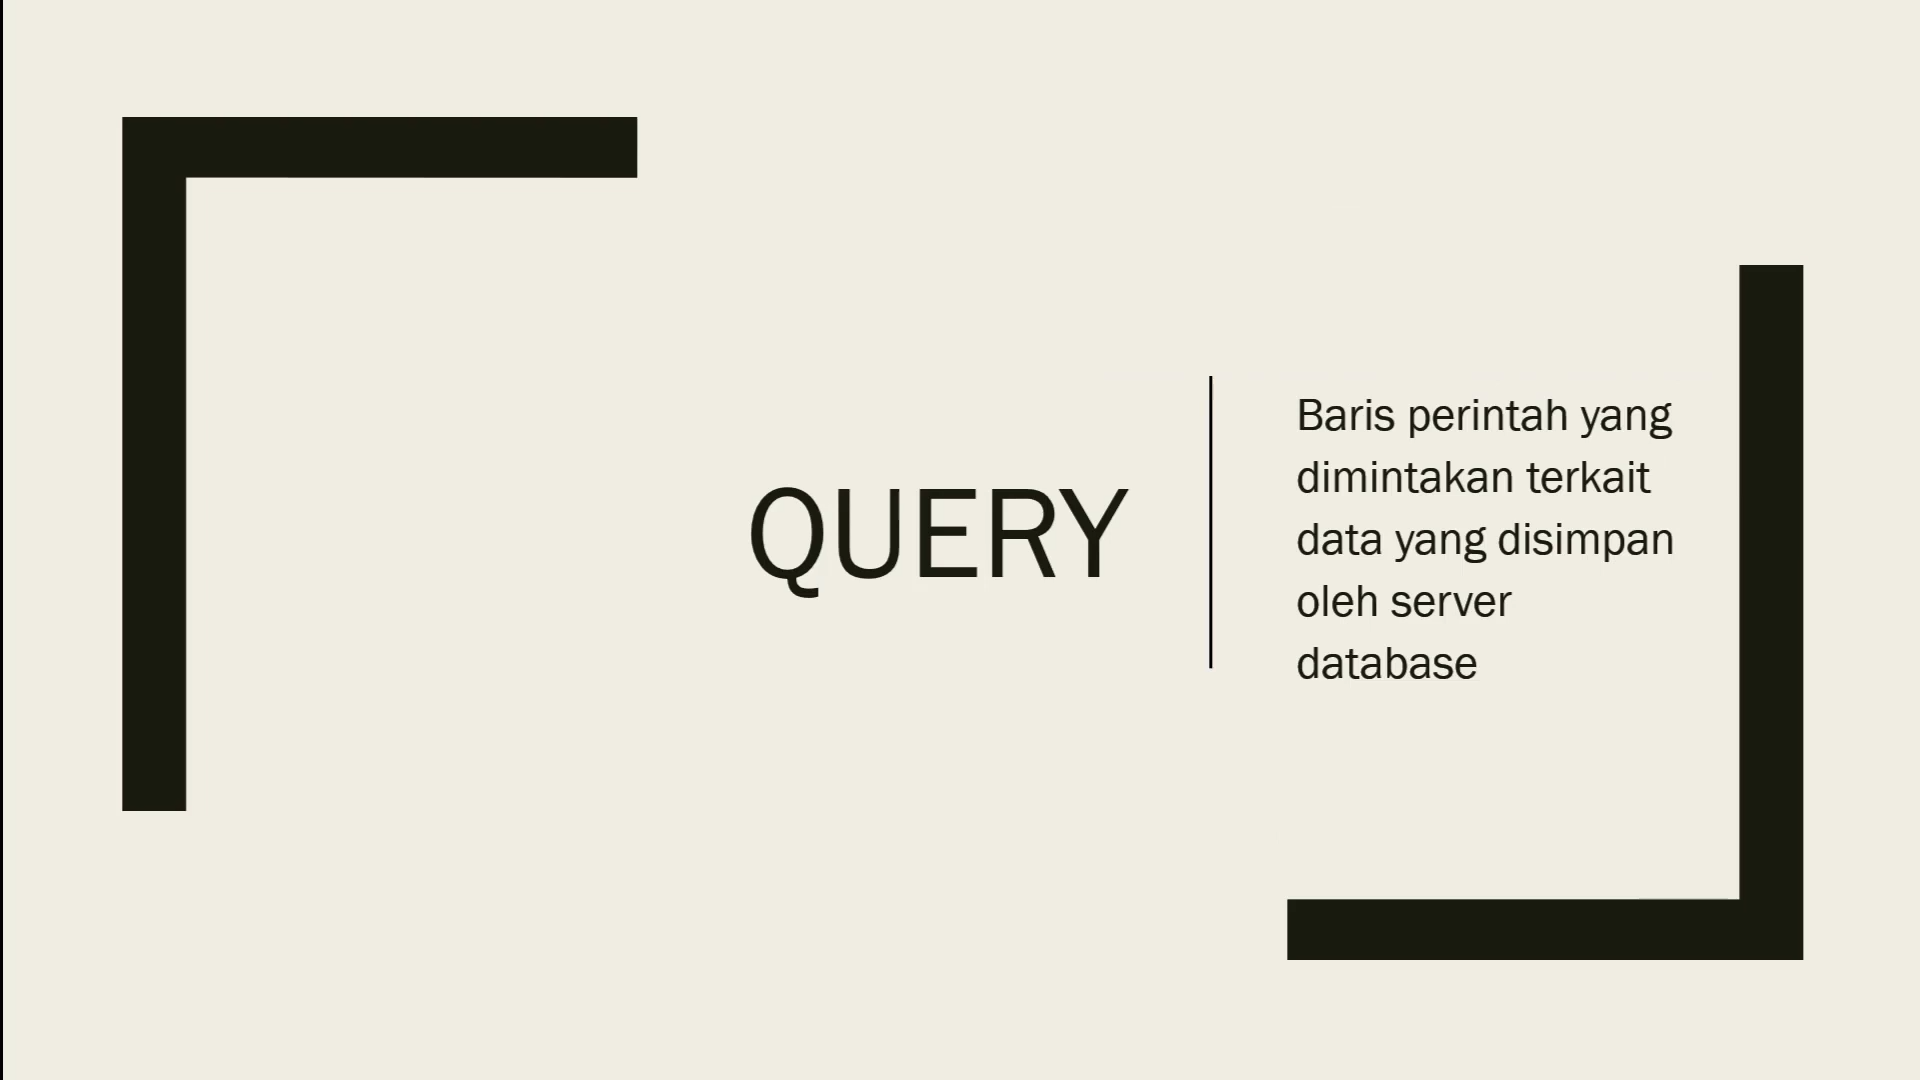 QUERY
Baris perintah yang
dimintakan terkait
data yang disimpan
oleh server
database